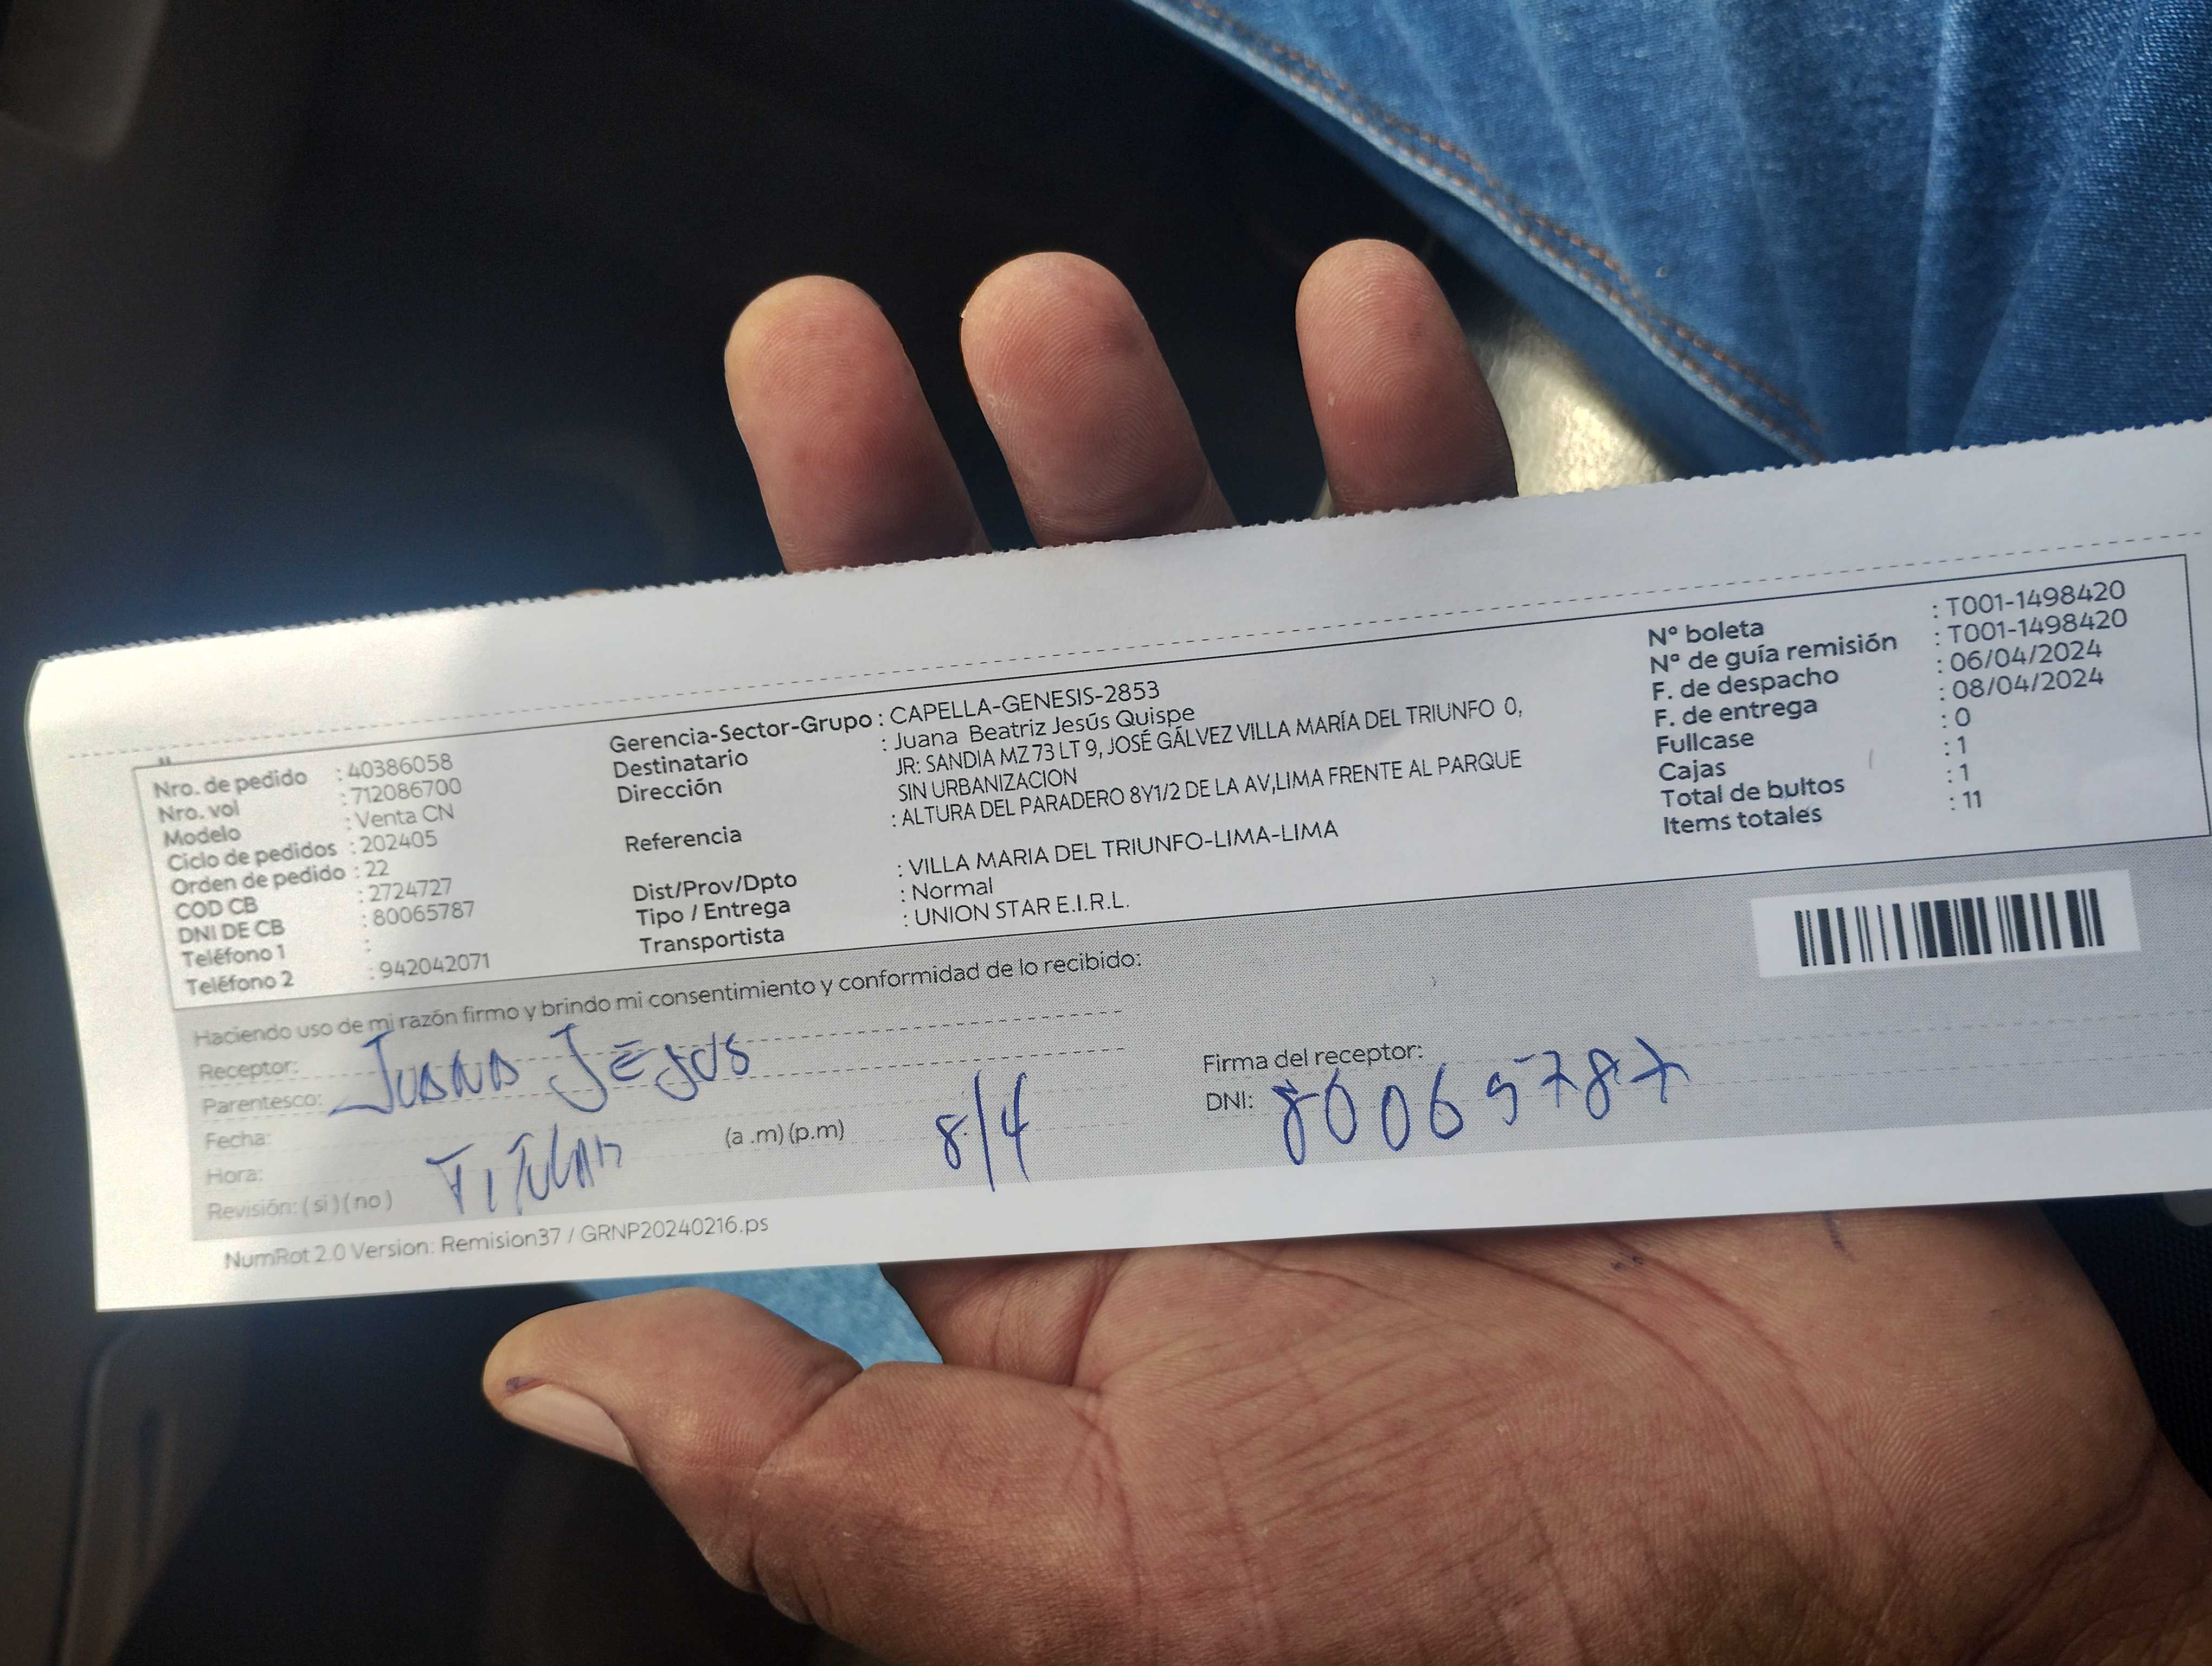 Nro. de pedido : 40386058
Nro. vol : 712086700
Modelo : Venta CN
Ciclo de pedidos : 202405
Orden de pedido : 22
COD CB : 2724727
DNI DE CB : 80065787
Teléfono 1 :
Teléfono 2 : 942042071
Gerencia-Sector-Grupo : CAPELLA-GENESIS-2853
Destinatario : Juana Beatriz Jesús Quispe
Dirección JR: SANDIA MZ 73 LT 9, JOSÉ GÁLVEZ VILLA MARÍA DEL TRIUNFO 0,
SIN URBANIZACION
Referencia : ALTURA DEL PARADERO 8Y1/2 DE LA AV,LIMA FRENTE AL PARQUE
Dist/Prov/Dpto : VILLA MARIA DEL TRIUNFO-LIMA-LIMA
Tipo / Entrega : Normal
Transportista : UNION STAR E.I.R.L.
N° boleta : T001-1498420
N° de guía remisión : T001-1498420
F. de despacho : 06/04/2024
F. de entrega : 08/04/2024
Fullcase : 0
Cajas : 1
Total de bultos : 1
Items totales : 11
Haciendo uso de mi razón firmo y brindo mi consentimiento y conformidad de lo recibido:
Receptor: JUANA JESUS
Parentesco:
Fecha:
Hora: (a .m) (p.m) 8/4
Revisión: ( si ) ( no ) TITULAR
Firma del receptor:
DNI: 80065787
NumRot 2.0 Version: Remision37 / GRNP20240216.ps